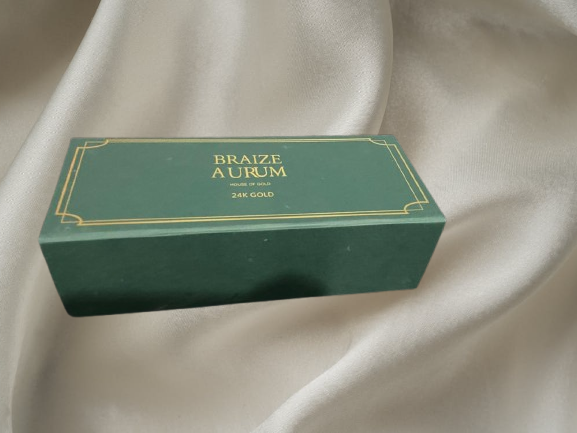 BRAIZE
AURUM
HOUSE OF GOLD
24K GOLD